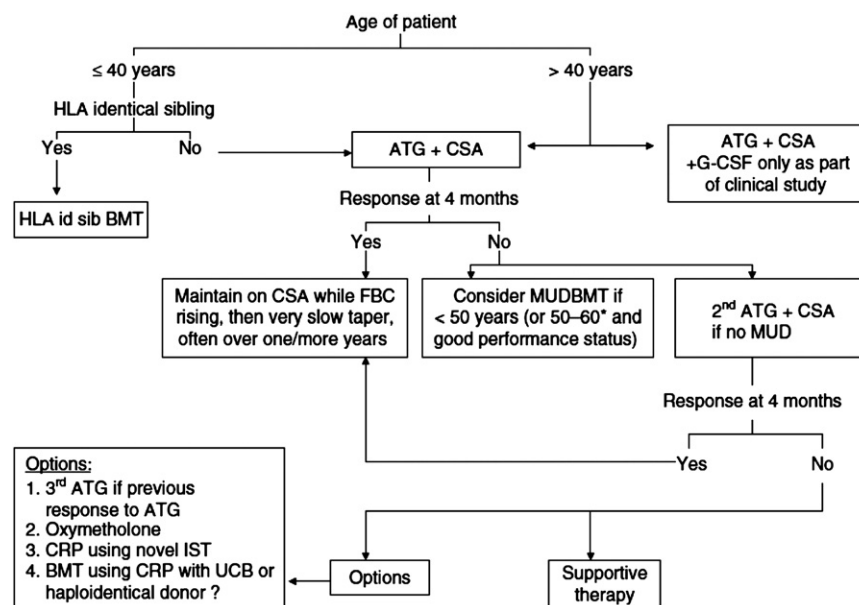 Age of patient
≤ 40 years
> 40 years
HLA identical sibling
Yes
No
ATG + CSA
ATG + CSA
+G-CSF only as part
of clinical study
HLA id sib BMT
Response at 4 months
Yes
No
Maintain on CSA while FBC
rising, then very slow taper,
often over one/more years
Consider MUDBMT if
< 50 years (or 50–60* and
good performance status)
2nd ATG + CSA
if no MUD
Response at 4 months
Yes
No
Options:
1. 3rd ATG if previous
response to ATG
2. Oxymetholone
3. CRP using novel IST
4. BMT using CRP with UCB or
haploidentical donor ?
Options
Supportive
therapy